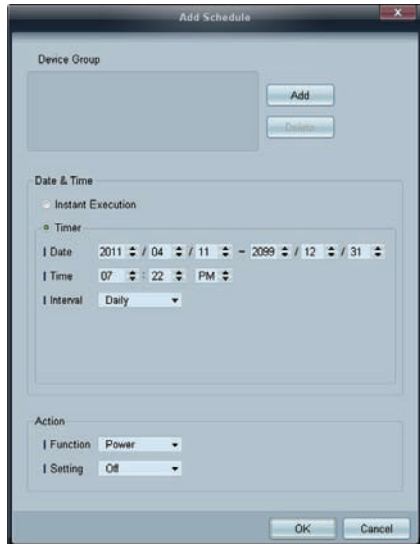 Add Schedule
Device Group
Add
Delete
Date & Time
Instant Execution
Timer
Date 2011 / 04 / 11 ~ 2099 / 12 / 31
Time 07 : 22 PM
Interval Daily
Action
Function Power
Setting Off
OK Cancel